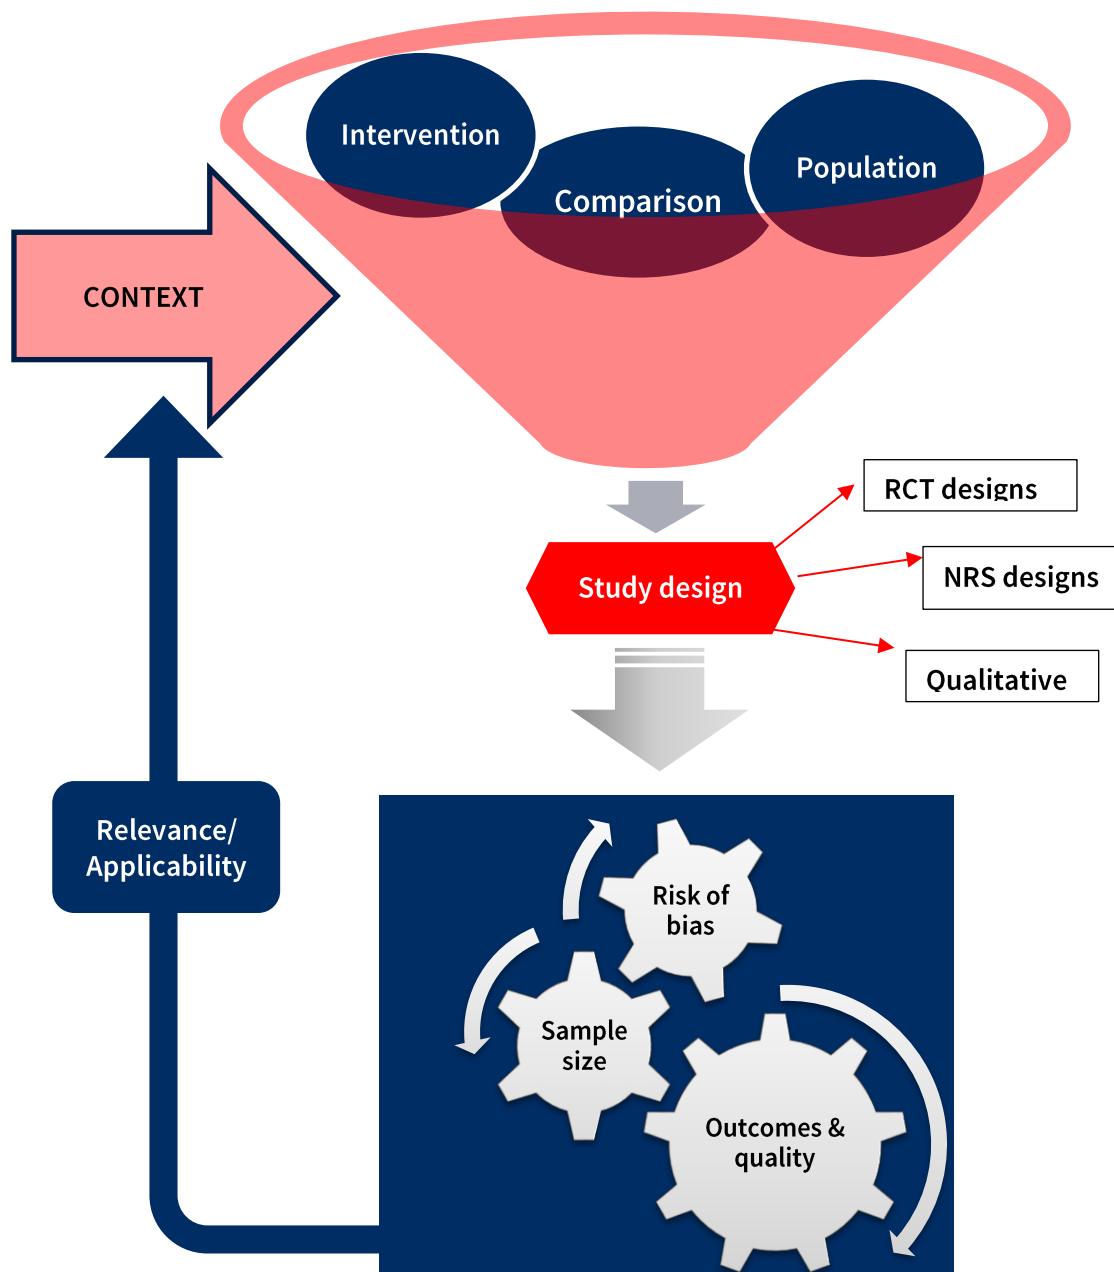 Intervention
Population
Comparison
CONTEXT
RCT designs
Study design
NRS designs
Qualitative
Relevance/
Applicability
Risk of
bias
Sample
size
Outcomes &
quality